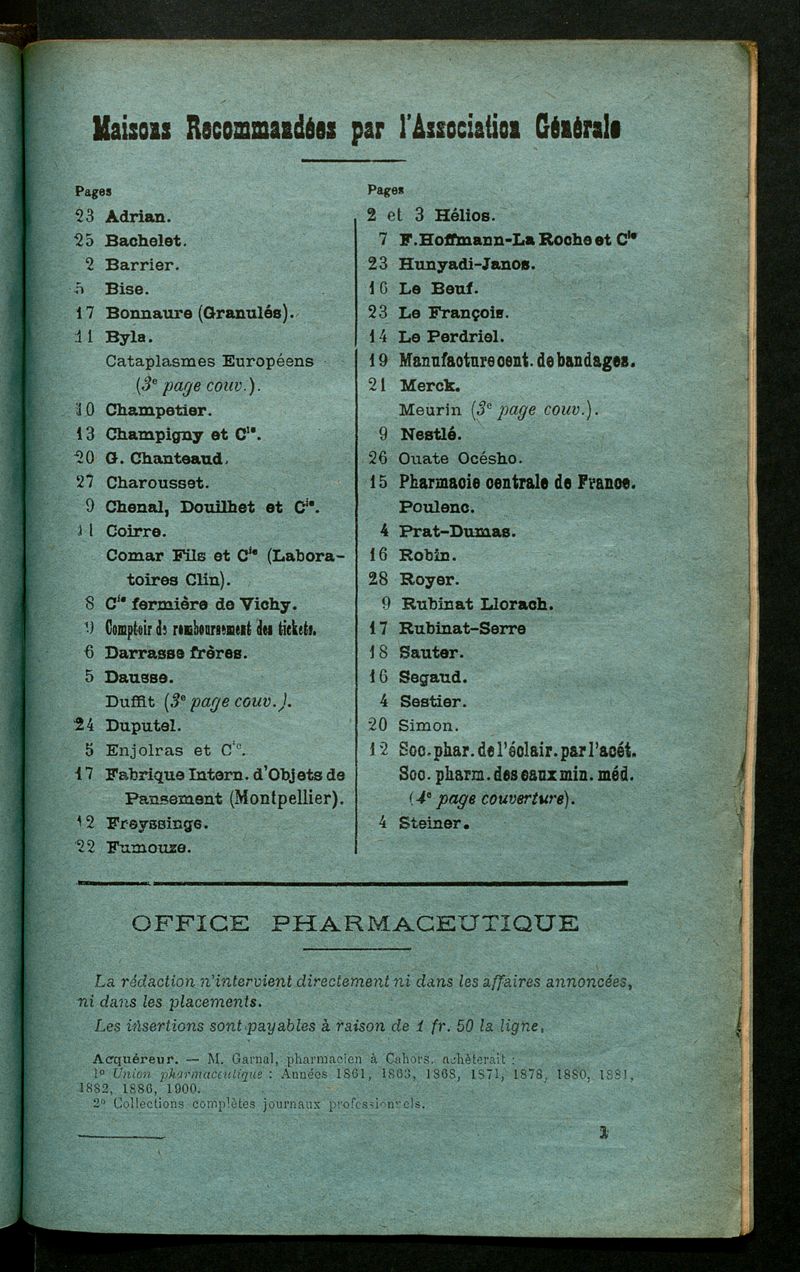 Maisons Recommandées par l'Association Générale
Pages
23 Adrian.
25 Bachelet.
2 Barrier.
5 Bise.
17 Bonnaure (Granulés).
11 Byla.
Cataplasmes Européens
(3e page couv.).
10 Champetier.
13 Champigny et Cie.
20 G. Chanteaud.
27 Charousset.
9 Chenal, Douilhet et Cie.
11 Coirre.
Comar Fils et Cie (Labora-
toires Clin).
8 Cie fermière de Vichy.
9 Comptoir de remboursement des tickets.
6 Darrasse frères.
5 Dausse.
Duffit (3e page couv.).
24 Duputel.
5 Enjolras et Cie.
17 Fabrique Intern. d'Objets de
Pansement (Montpellier).
12 Freyssinge.
22 Fumouze.
Pages
2 et 3 Hélios.
7 F. Hoffmann-La Roche et Cie
23 Hunyadi-Janos.
16 Le Beuf.
23 Le François.
14 Le Perdriel.
19 Manufacture cent. de bandages.
21 Merck.
Meurin (3e page couv.).
9 Nestlé.
26 Ouate Océsho.
15 Pharmacie centrale de France.
Poulenc.
4 Prat-Dumas.
16 Robin.
28 Royer.
9 Rubinat Llorach.
17 Rubinat-Serre
18 Sauter.
16 Segaud.
4 Sestier.
20 Simon.
12 Soc. phar. de l'éclair. par l'acét.
Soc. pharm. des eaux min. méd.
(4e page couverture).
4 Steiner.
OFFICE PHARMACEUTIQUE
La rédaction n'intervient directement ni dans les affaires annoncées,
ni dans les placements.
Les insertions sont payables à raison de 1 fr. 50 la ligne,
Acquéreur. — M. Garnal, pharmacien à Cahors, achèterait :
1o Union pharmaceutique : Années 1861, 1863, 1868, 1871, 1878, 1880, 1881,
1882, 1886, 1900.
2o Collections complètes journaux professionnels.
1